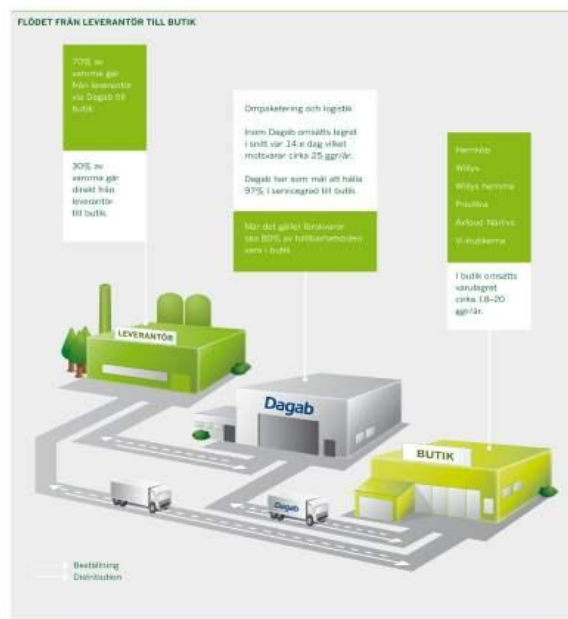 FLÖDET FRÅN LEVERANTÖR TILL BUTIK
70% av
varorna går
från leverantör
via Dagab till
butik.
30% av
varorna går
direkt från
leverantör
till butik.
Ompaketering och logistik
Inom Dagab omsätts lagret
i snitt var 14:e dag vilket
motsvarar cirka 25 ggr/år.
Dagab har som mål att hålla
97% i servicegrad till butik.
När det gäller färskvaror
ska 80% av hållbarhetstiden
vara i butik.
Hemköp
Willys
Willys hemma
PrisXtra
Axfood Närlivs
Vi-butikerna
I butik omsätts
varulagret
cirka 18–20
ggr/år.
LEVERANTÖR
Dagab
BUTIK
Dagab
Beställning
Distribution